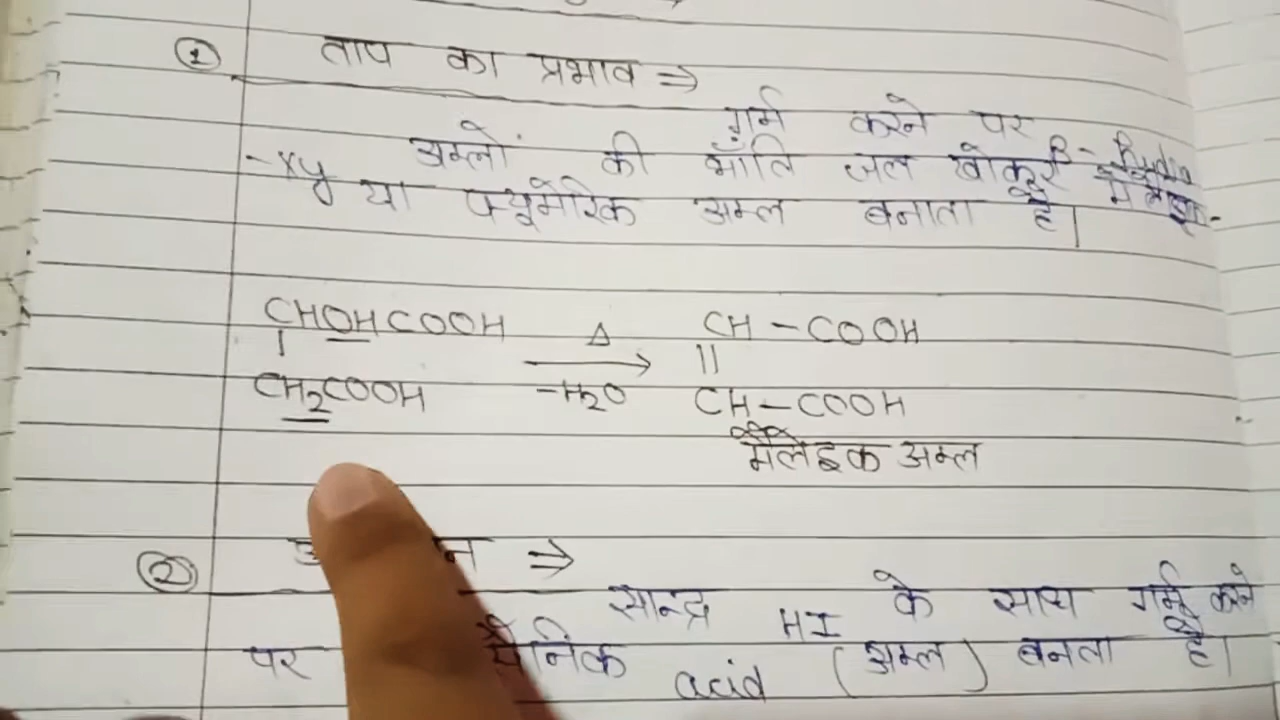 ① ताप का प्रभाव ⇒
गर्म करने पर
अम्लों की भाँति जल खोकर
-xy या फ्यूमेरिक अम्ल बनाता है।
CHOHCOOH Δ CH – COOH
| → ||
CH₂COOH -H₂O CH – COOH
मैलेइक अम्ल
② ⇒
सान्द्र HI के साथ गर्म करने
पर acid (अम्ल) बनता है।